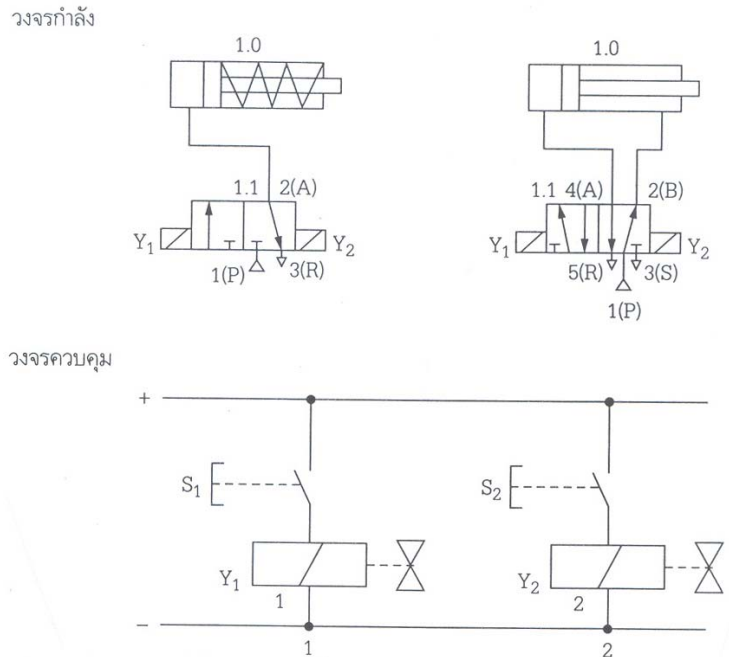 วงจรกำลัง
1.0
1.0
1.1 2(A)
Y1
Y2
1(P)
3(R)
1.1 4(A) 2(B)
Y1
Y2
5(R)
3(S)
1(P)
วงจรควบคุม
+
S1
S2
Y1
1
Y2
2
–
1
2